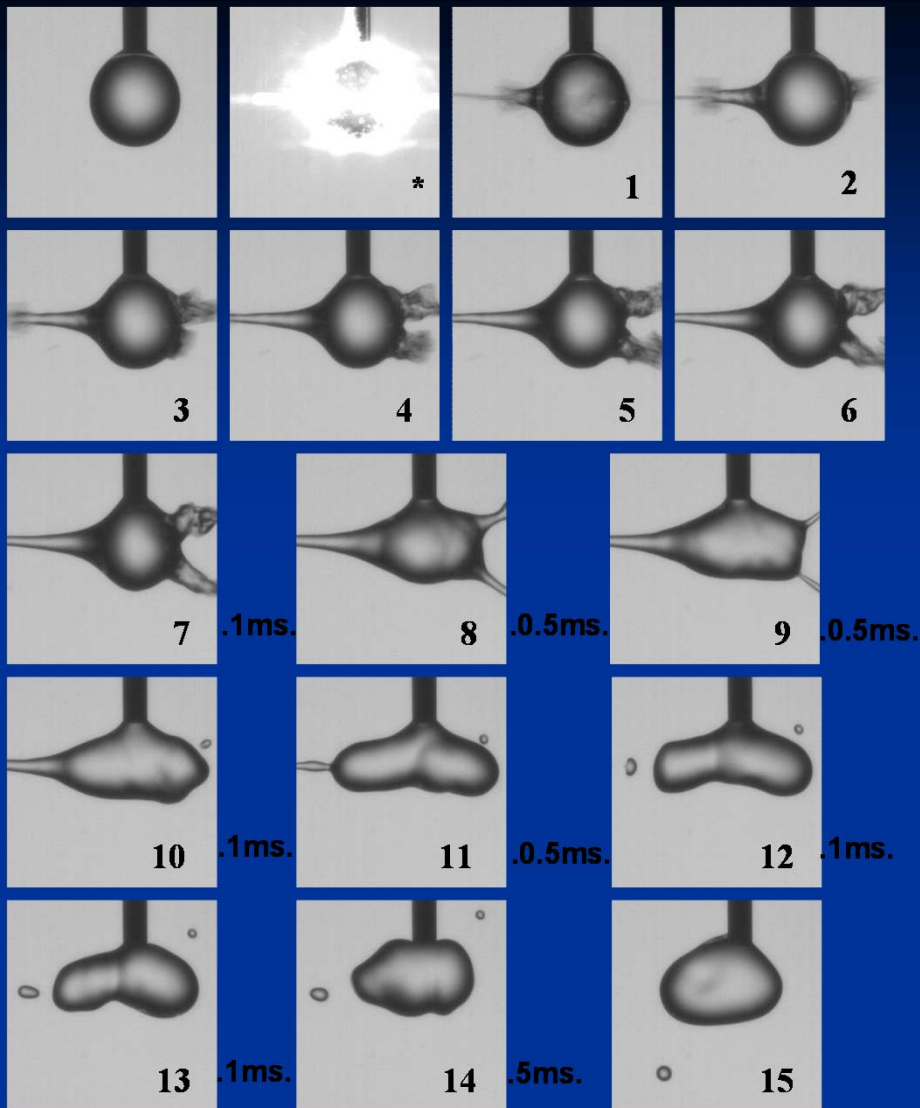 * 1 2
3 4 5 6
7 .1ms. 8 .0.5ms. 9 .0.5ms.
10 .1ms. 11 .0.5ms. 12 .1ms.
13 .1ms. 14 .5ms. 15